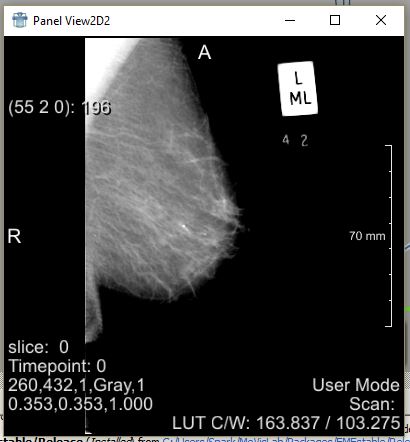 Panel View2D2
A
L
ML
(55 2 0): 196
4 2
R
70 mm
slice: 0
Timepoint: 0
260,432,1,Gray,1
0.353,0.353,1.000
User Mode
Scan:
LUT C/W: 163.837 / 103.275